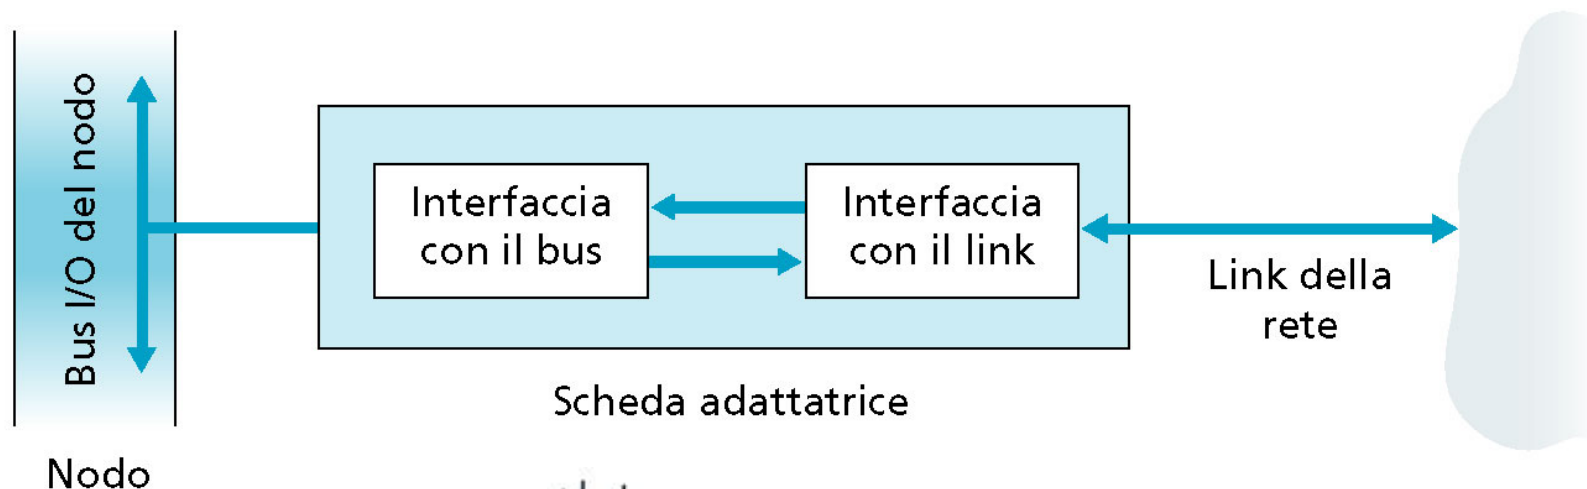 Bus I/O del nodo
Interfaccia
con il bus
Interfaccia
con il link
Link della
rete
Scheda adattatrice
Nodo